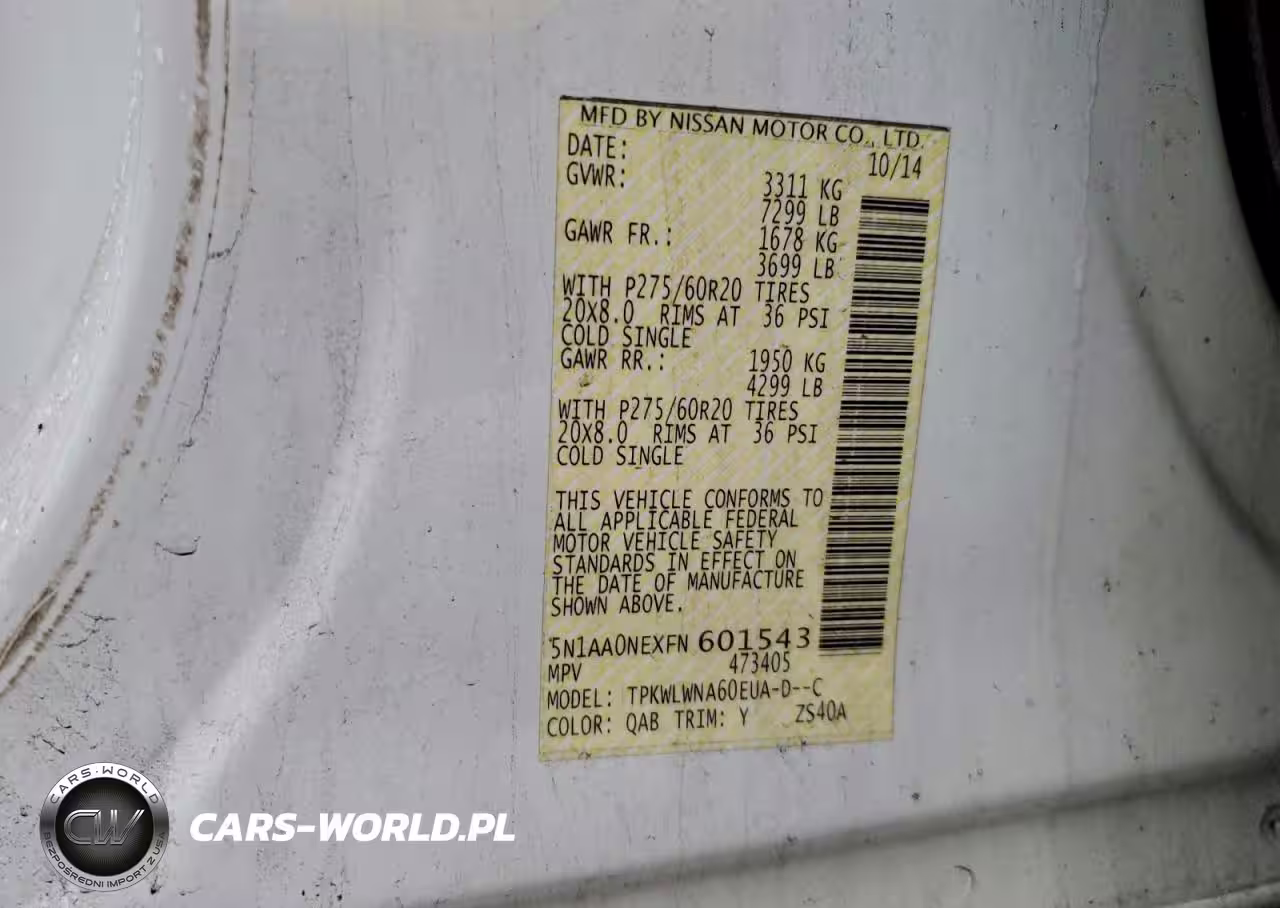 MFD BY NISSAN MOTOR CO., LTD.
DATE: 10/14
GVWR: 3311 KG
7299 LB
GAWR FR.: 1678 KG
3699 LB
WITH P275/60R20 TIRES
20X8.0 RIMS AT 36 PSI
COLD SINGLE
GAWR RR.: 1950 KG
4299 LB
WITH P275/60R20 TIRES
20X8.0 RIMS AT 36 PSI
COLD SINGLE
THIS VEHICLE CONFORMS TO
ALL APPLICABLE FEDERAL
MOTOR VEHICLE SAFETY
STANDARDS IN EFFECT ON
THE DATE OF MANUFACTURE
SHOWN ABOVE.
5N1AA0NEXFN 601543
MPV 473405
MODEL: TPKWLWNA60EUA-D--C
COLOR: QAB TRIM: Y ZS40A
CARS-WORLD
CW
BEZPOŚREDNI IMPORT Z USA
CARS-WORLD.PL